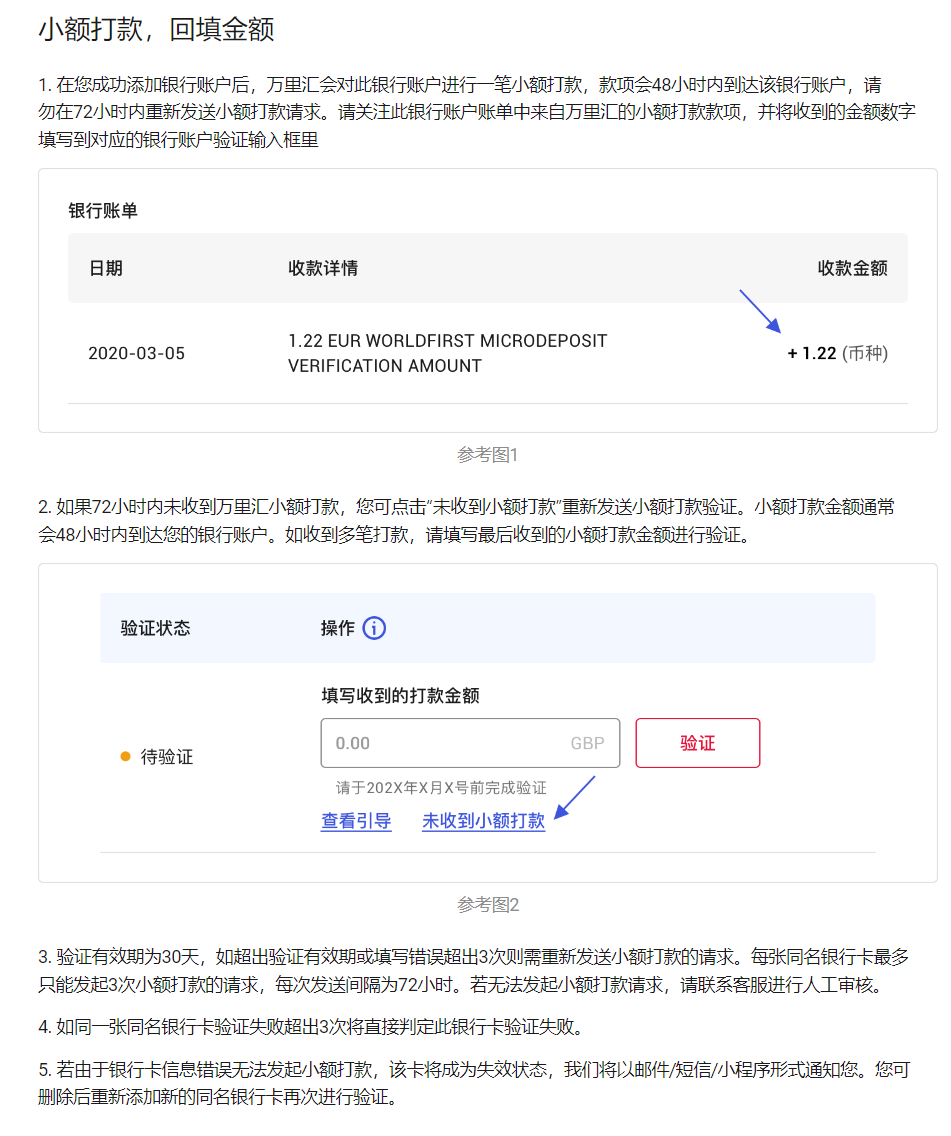 小额打款，回填金额
1. 在您成功添加银行账户后，万里汇会对此银行账户进行一笔小额打款，款项会48小时内到达该银行账户，请
勿在72小时内重新发送小额打款请求。请关注此银行账户账单中来自万里汇的小额打款款项，并将收到的金额数字
填写到对应的银行账户验证输入框里
银行账单
日期 收款详情 收款金额
1.22 EUR WORLDFIRST MICRODEPOSIT
2020-03-05 VERIFICATION AMOUNT + 1.22 (币种)
参考图1
2. 如果72小时内未收到万里汇小额打款，您可点击“未收到小额打款”重新发送小额打款验证。小额打款金额通常
会48小时内到达您的银行账户。如收到多笔打款，请填写最后收到的小额打款金额进行验证。
验证状态 操作
填写收到的打款金额
待验证 0.00 GBP 验证
请于202X年X月X号前完成验证
查看引导 未收到小额打款
参考图2
3. 验证有效期为30天，如超出验证有效期或填写错误超出3次则需重新发送小额打款的请求。每张同名银行卡最多
只能发起3次小额打款的请求，每次发送间隔为72小时。若无法发起小额打款请求，请联系客服进行人工审核。
4. 如同一张同名银行卡验证失败超出3次将直接判定此银行卡验证失败。
5. 若由于银行卡信息错误无法发起小额打款，该卡将成为失效状态，我们将以邮件/短信/小程序形式通知您。您可
删除后重新添加新的同名银行卡再次进行验证。